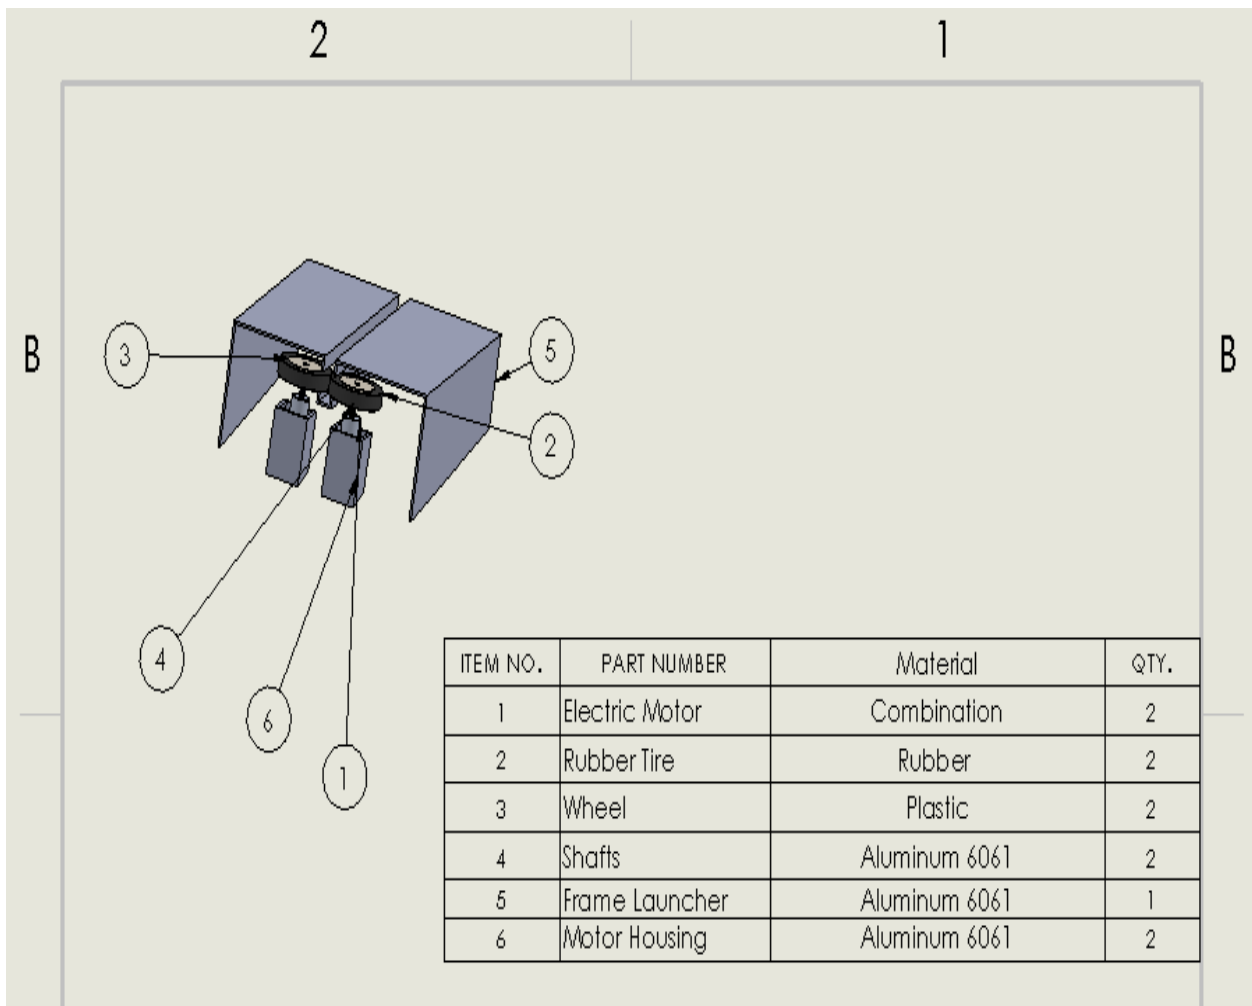 2 1
B B
3
5
2
4
6
1
ITEM NO. PART NUMBER Material QTY.
1 Electric Motor Combination 2
2 Rubber Tire Rubber 2
3 Wheel Plastic 2
4 Shafts Aluminum 6061 2
5 Frame Launcher Aluminum 6061 1
6 Motor Housing Aluminum 6061 2